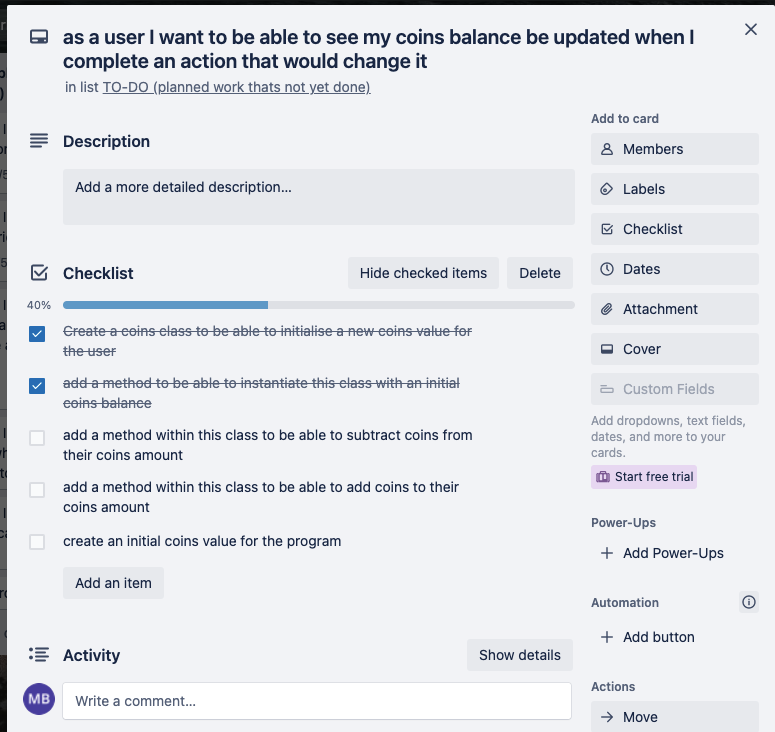 as a user I want to be able to see my coins balance be updated when I
complete an action that would change it
in list TO-DO (planned work thats not yet done)
Description
Add a more detailed description...
Checklist
Hide checked items
Delete
40%
Create a coins class to be able to initialise a new coins value for
the user
add a method to be able to instantiate this class with an initial
coins balance
add a method within this class to be able to subtract coins from
their coins amount
add a method within this class to be able to add coins to their
coins amount
create an initial coins value for the program
Add an item
Activity
Show details
MB
Write a comment...
Add to card
Members
Labels
Checklist
Dates
Attachment
Cover
Custom Fields
Add dropdowns, text fields,
dates, and more to your
cards.
Start free trial
Power-Ups
+ Add Power-Ups
Automation
+ Add button
Actions
→ Move